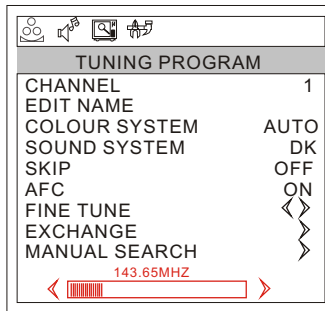 TUNING PROGRAM
CHANNEL 1
EDIT NAME
COLOUR SYSTEM AUTO
SOUND SYSTEM DK
SKIP OFF
AFC ON
FINE TUNE
EXCHANGE
MANUAL SEARCH
143.65MHZ